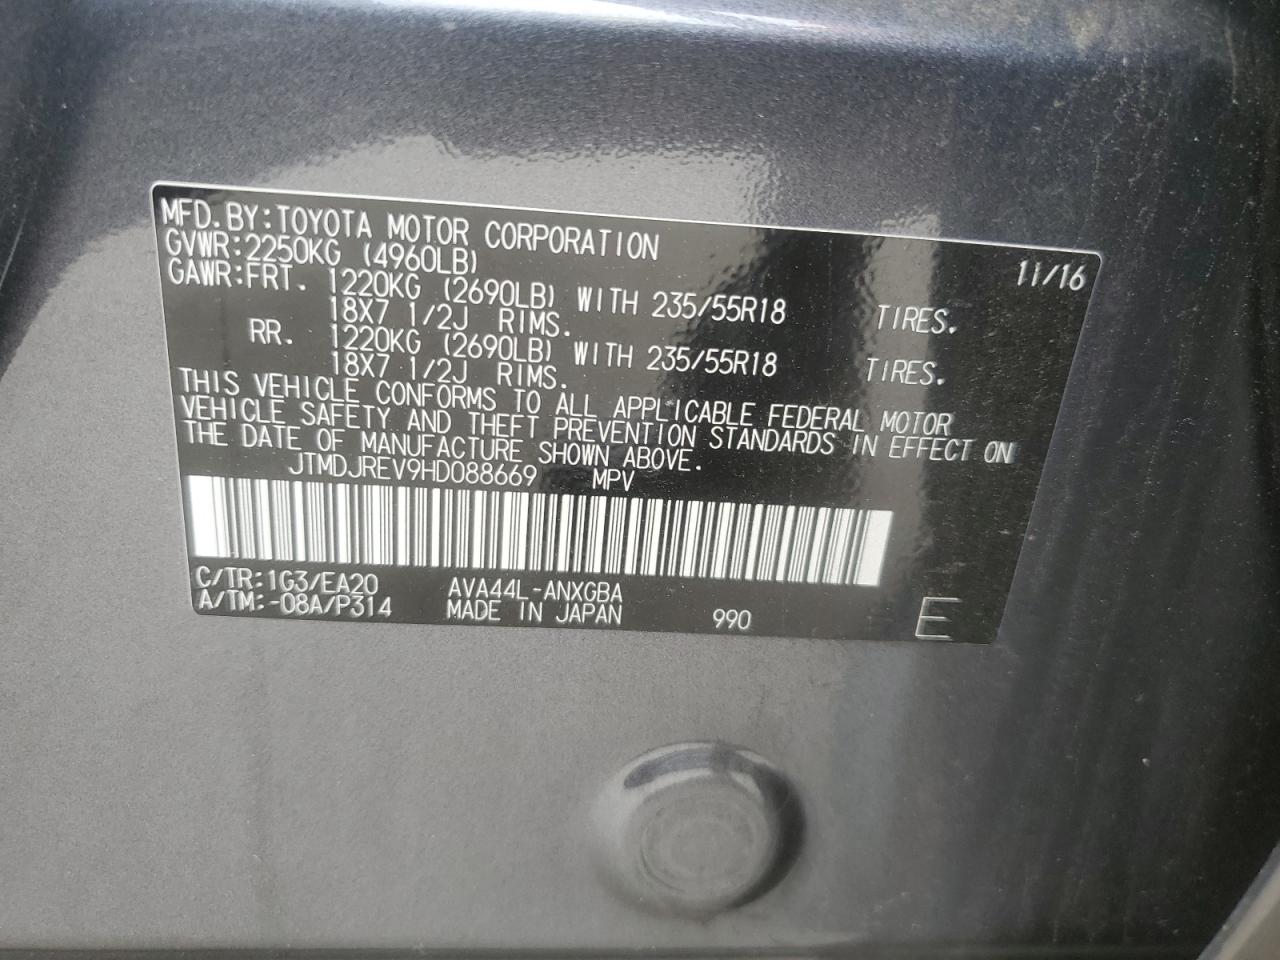 MFD. BY: TOYOTA MOTOR CORPORATION 11/16
GVWR: 2250KG (4960LB)
GAWR: FRT. 1220KG (2690LB) WITH 235/55R18 TIRES.
18X7 1/2J RIMS.
RR. 1220KG (2690LB) WITH 235/55R18 TIRES.
18X7 1/2J RIMS.
THIS VEHICLE CONFORMS TO ALL APPLICABLE FEDERAL MOTOR
VEHICLE SAFETY AND THEFT PREVENTION STANDARDS IN EFFECT ON
THE DATE OF MANUFACTURE SHOWN ABOVE.
JTMDJREV9HD088669 MPV
C/TR: 1G3/EA20 AVA44L-ANXGBA
A/TM: -08A/P314 MADE IN JAPAN 990 E